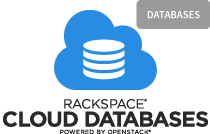 DATABASES
RACKSPACE®
CLOUD DATABASES
POWERED BY OPENSTACK®